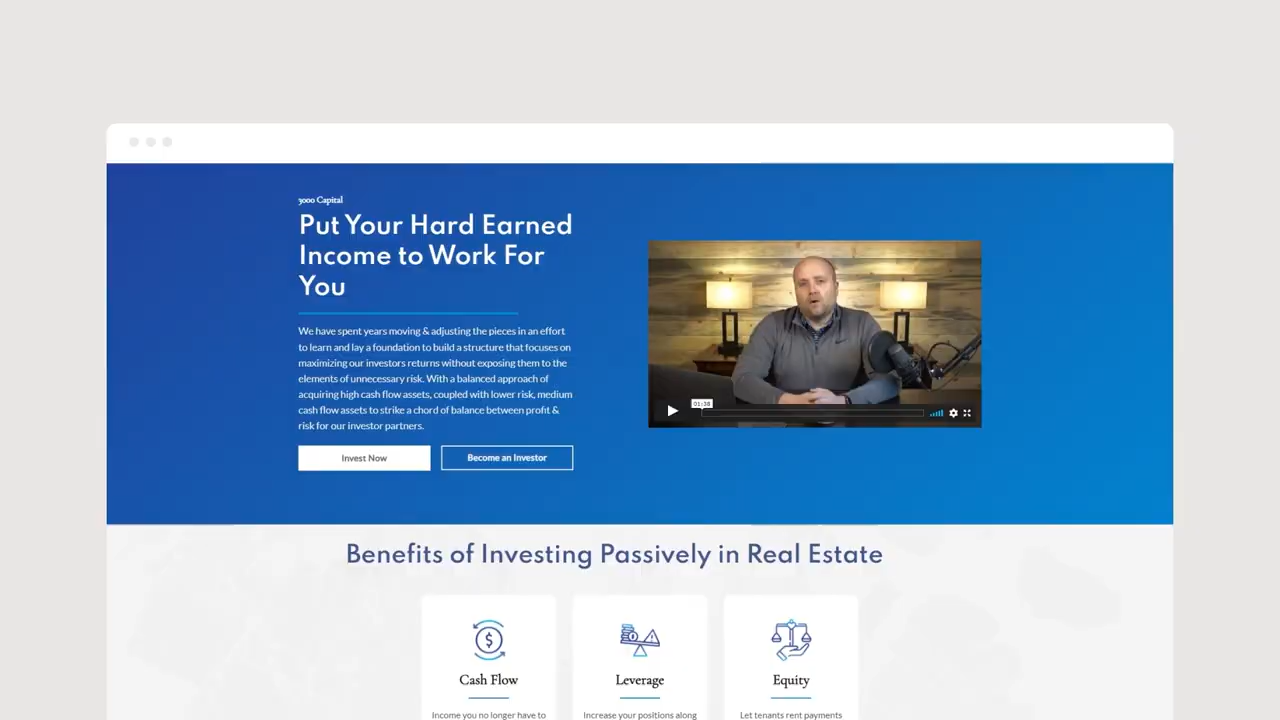 3000 Capital
Put Your Hard Earned
Income to Work For
You
We have spent years moving & adjusting the pieces in an effort
to learn and lay a foundation to build a structure that focuses on
maximizing our investors returns without exposing them to the
elements of unnecessary risk. With a balanced approach of
acquiring high cash flow assets, coupled with lower risk, medium
cash flow assets to strike a chord of balance between profit &
risk for our investor partners.
Invest Now
Become an Investor
01:38
Benefits of Investing Passively in Real Estate
Cash Flow
Income you no longer have to
Leverage
Increase your positions along
Equity
Let tenants rent payments